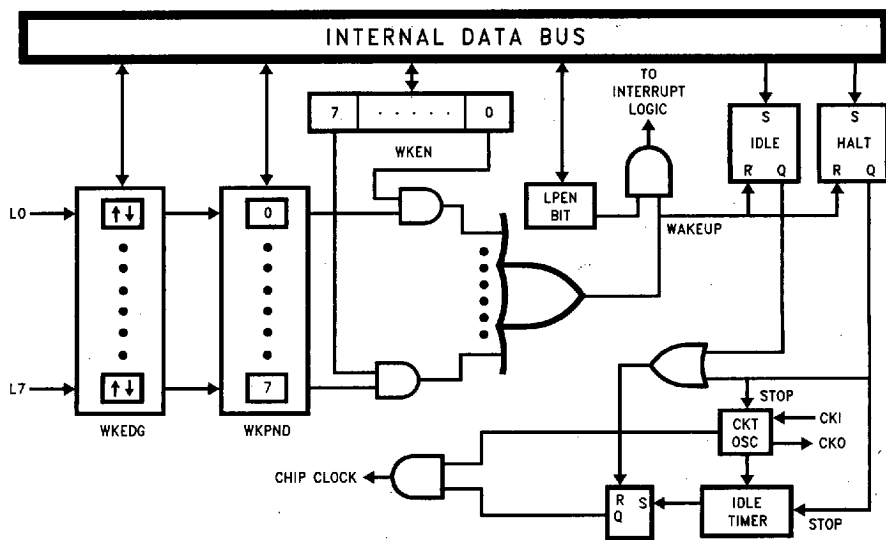 INTERNAL DATA BUS
7 . . . . . 0
WKEN
TO
INTERRUPT
LOGIC
S
IDLE
R Q
S
HALT
R Q
LPEN
BIT
WAKEUP
L0
0
L7
7
WKEDG
WKPND
STOP
CKT
OSC
CKI
CKO
CHIP CLOCK
R S
Q
IDLE
TIMER
STOP